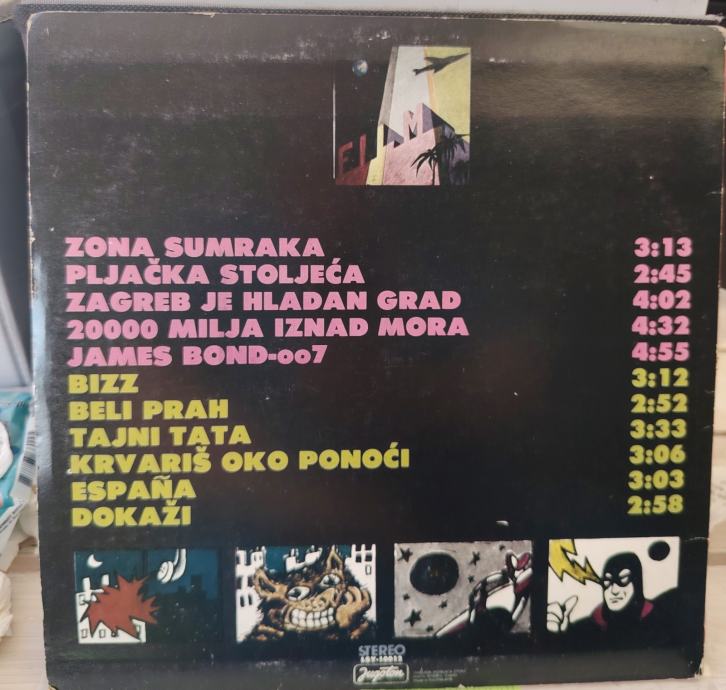 FILM
ZONA SUMRAKA 3:13
PLJAČKA STOLJEĆA 2:45
ZAGREB JE HLADAN GRAD 4:02
20000 MILJA IZNAD MORA 4:32
JAMES BOND-007 4:55
BIZZ 3:12
BELI PRAH 2:52
TAJNI TATA 3:33
KRVARIŠ OKO PONOĆI 3:06
ESPAÑA 3:03
DOKAŽI 2:58
STEREO
LSY-10012
Jugoton